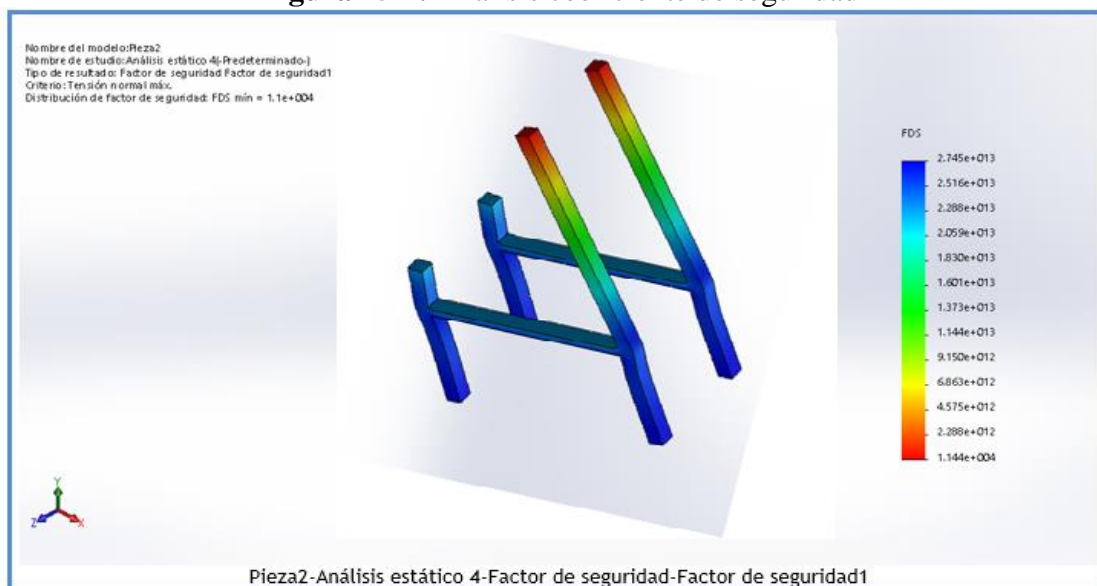 Nombre del modelo:Pieza2
Nombre de estudio:Análisis estático 4(-Predeterminado-)
Tipo de resultado: Factor de seguridad Factor de seguridad1
Criterio:Tensión normal máx.
Distribución de factor de seguridad: FDS mín = 1.1e+004
FDS
2.745e+013
2.516e+013
2.288e+013
2.059e+013
1.830e+013
1.601e+013
1.373e+013
1.144e+013
9.150e+012
6.863e+012
4.575e+012
2.288e+012
1.144e+004
Y
Z
X
Pieza2-Análisis estático 4-Factor de seguridad-Factor de seguridad1